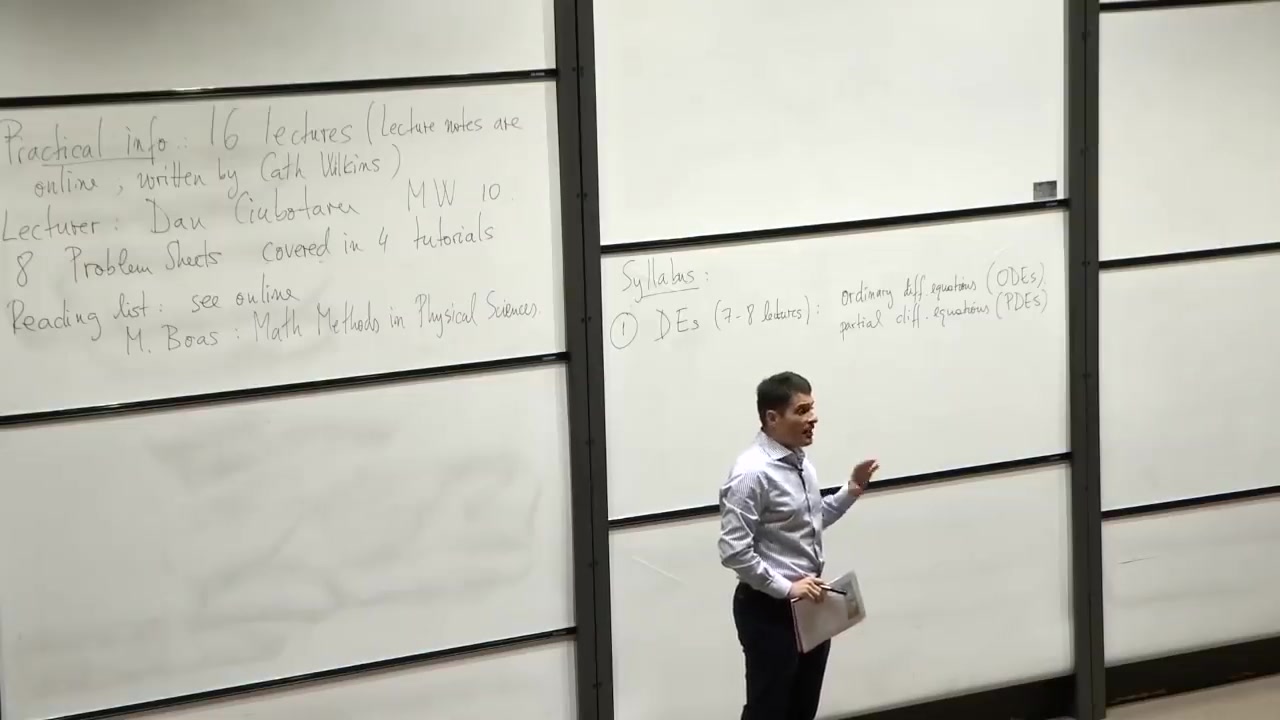 Practical info: 16 lectures (Lecture notes are
online, written by Cath Wilkins)
Lecturer: Dan Ciubotaru MW 10
8 Problem Sheets covered in 4 tutorials
Reading list: see online
M. Boas: Math Methods in Physical Sciences.
Syllabus:
① DEs (7-8 lectures): ordinary diff. equations (ODEs)
partial diff. equations (PDEs)